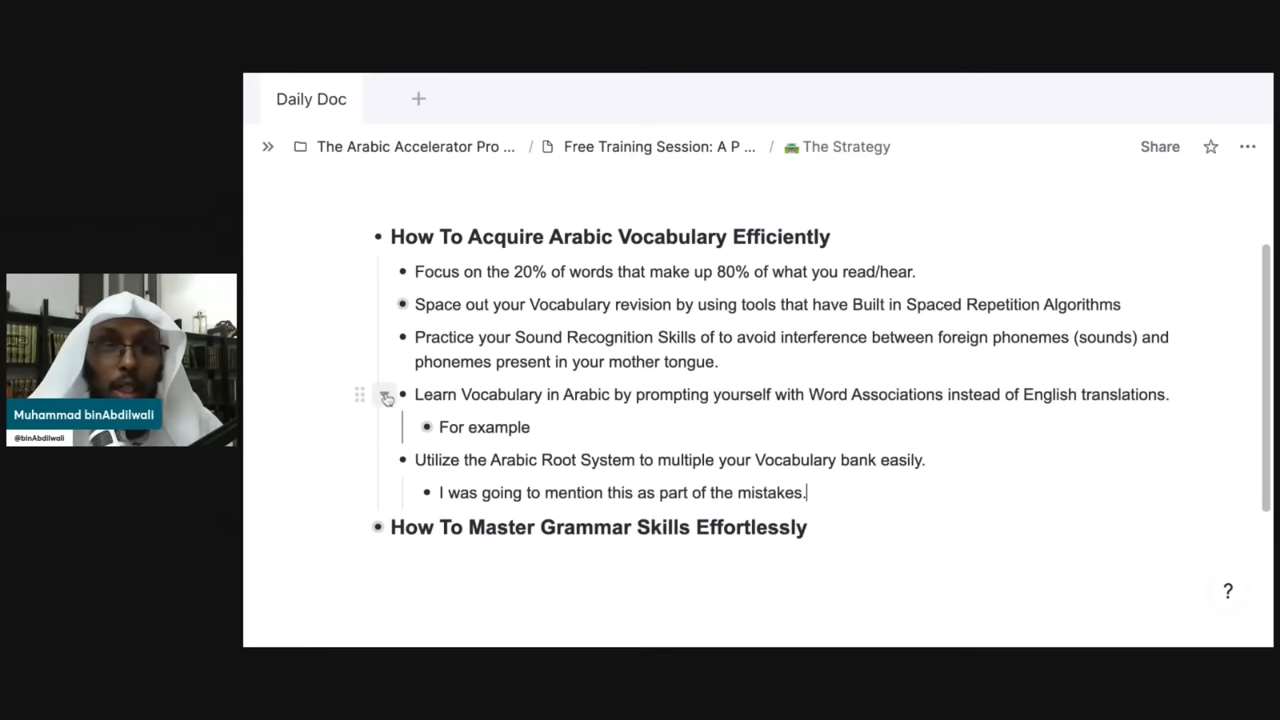 Daily Doc
The Arabic Accelerator Pro ... / Free Training Session: A P ... / The Strategy
Share
• How To Acquire Arabic Vocabulary Efficiently
• Focus on the 20% of words that make up 80% of what you read/hear.
• Space out your Vocabulary revision by using tools that have Built in Spaced Repetition Algorithms
• Practice your Sound Recognition Skills of to avoid interference between foreign phonemes (sounds) and
phonemes present in your mother tongue.
• Learn Vocabulary in Arabic by prompting yourself with Word Associations instead of English translations.
• For example
• Utilize the Arabic Root System to multiple your Vocabulary bank easily.
• I was going to mention this as part of the mistakes.
• How To Master Grammar Skills Effortlessly
?
Muhammad binAbdilwali
@binAbdilwali